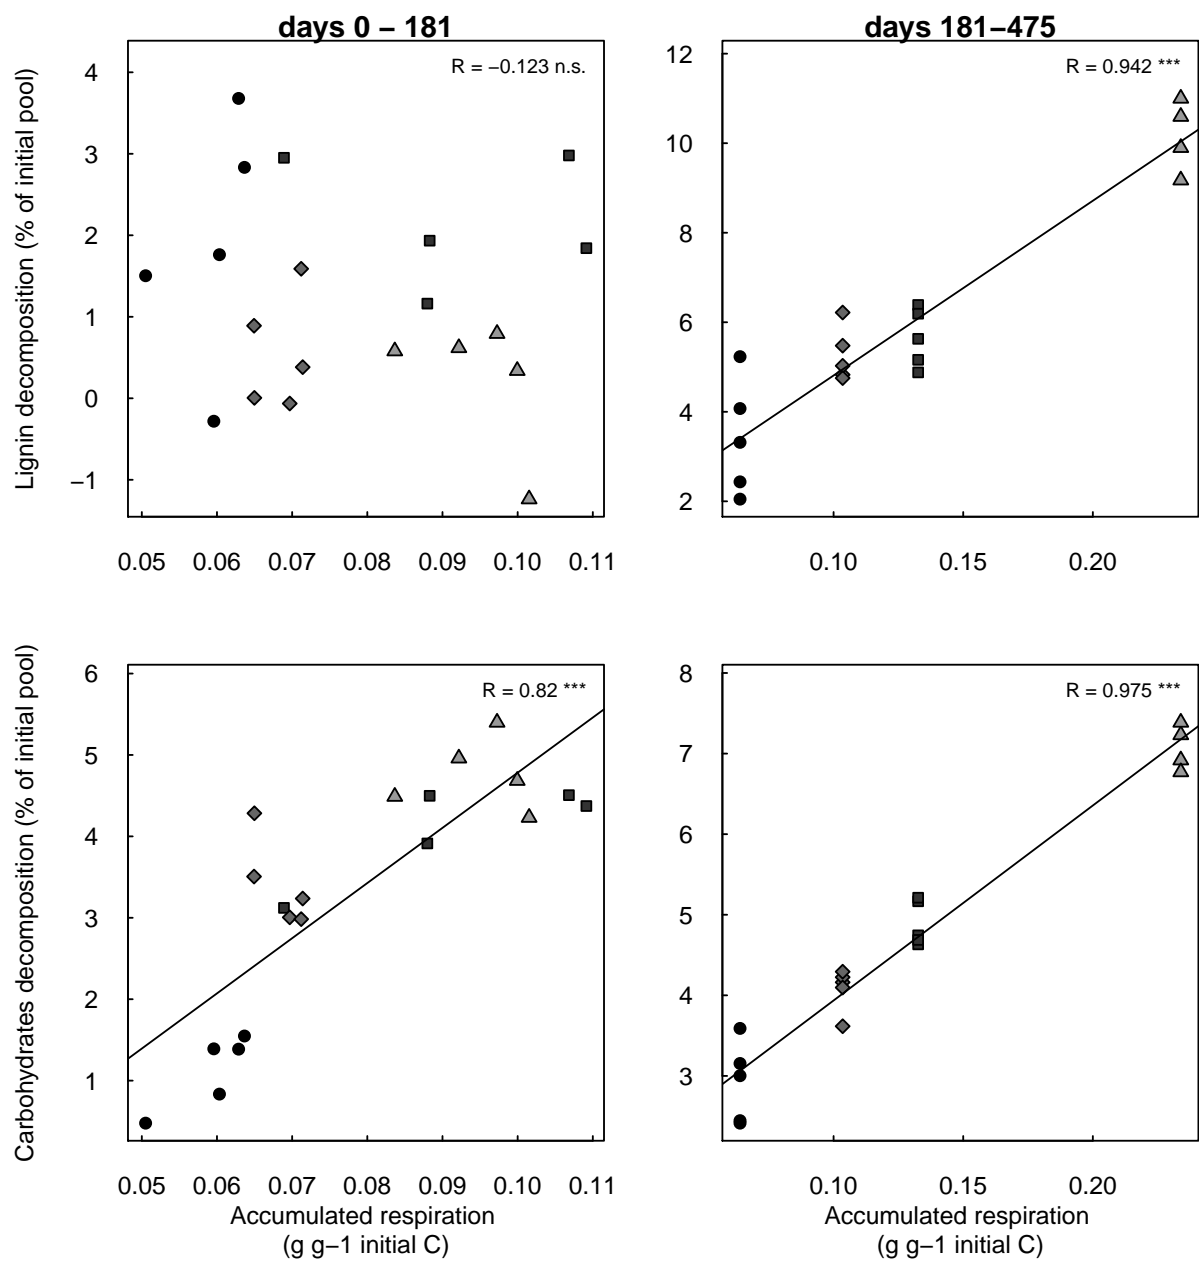 days 0 − 181
days 181−475
Lignin decomposition (% of initial pool)
R = −0.123 n.s.
4
3
2
1
0
−1
0.05 0.06 0.07 0.08 0.09 0.10 0.11
R = 0.942 ***
12
10
8
6
4
2
0.10 0.15 0.20
Carbohydrates decomposition (% of initial pool)
R = 0.82 ***
6
5
4
3
2
1
0.05 0.06 0.07 0.08 0.09 0.10 0.11
Accumulated respiration
(g g−1 initial C)
R = 0.975 ***
8
7
6
5
4
3
0.10 0.15 0.20
Accumulated respiration
(g g−1 initial C)